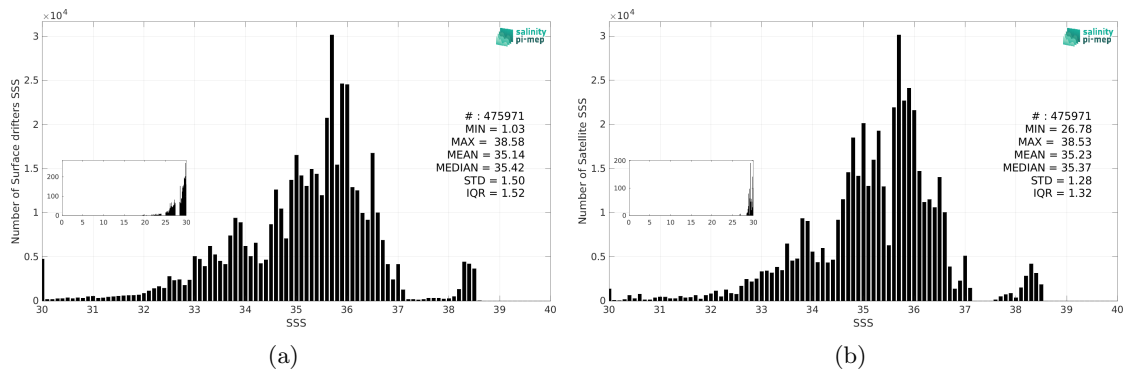 ×10⁴
3
2.5
2
1.5
1
0.5
0
Number of Surface drifters SSS
salinity
pi-mep
# : 475971
MIN = 1.03
MAX = 38.58
MEAN = 35.14
MEDIAN = 35.42
STD = 1.50
IQR = 1.52
200
100
0
0 5 10 15 20 25 30
30 31 32 33 34 35 36 37 38 39 40
SSS
(a)
×10⁴
3
2.5
2
1.5
1
0.5
0
Number of Satellite SSS
salinity
pi-mep
# : 475971
MIN = 26.78
MAX = 38.53
MEAN = 35.23
MEDIAN = 35.37
STD = 1.28
IQR = 1.32
200
150
100
50
0
0 5 10 15 20 25 30
30 31 32 33 34 35 36 37 38 39 40
SSS
(b)